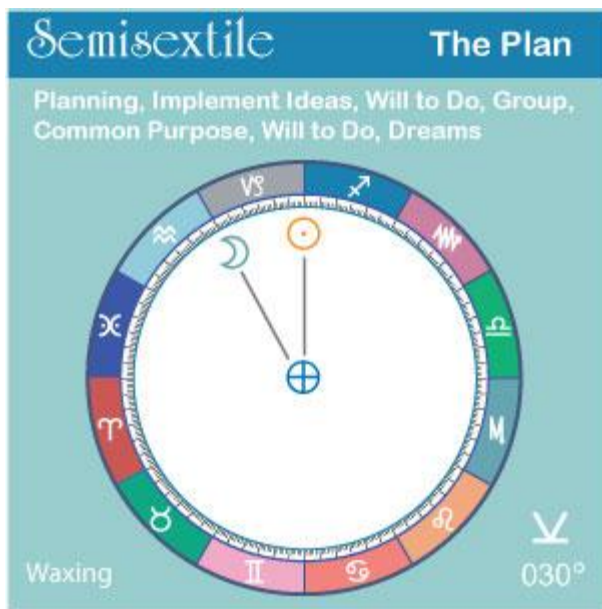 Semisextile The Plan
Planning, Implement Ideas, Will to Do, Group,
Common Purpose, Will to Do, Dreams
Waxing 030°